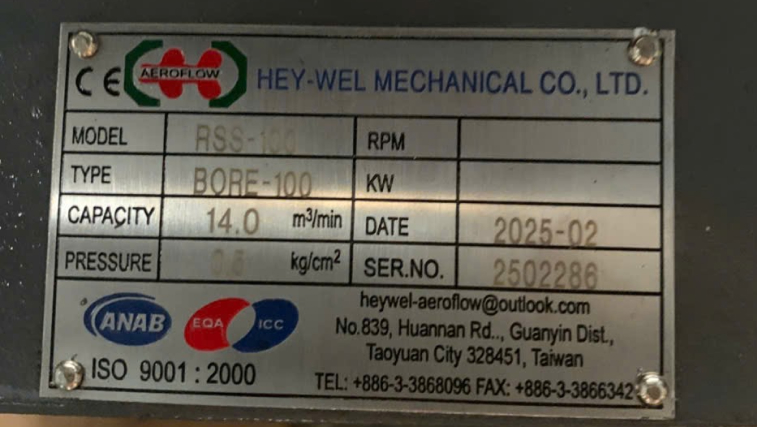 CE AEROFLOW HEY-WEL MECHANICAL CO., LTD.
MODEL RSS-100 RPM
TYPE BORE-100 KW
CAPACITY 14.0 m³/min DATE 2025-02
PRESSURE kg/cm² SER.NO. 2502286
ANAB EQA ICC
heywel-aeroflow@outlook.com
No.839, Huannan Rd.., Guanyin Dist.,
Taoyuan City 328451, Taiwan
ISO 9001 : 2000
TEL: +886-3-3868096 FAX: +886-3-3866342